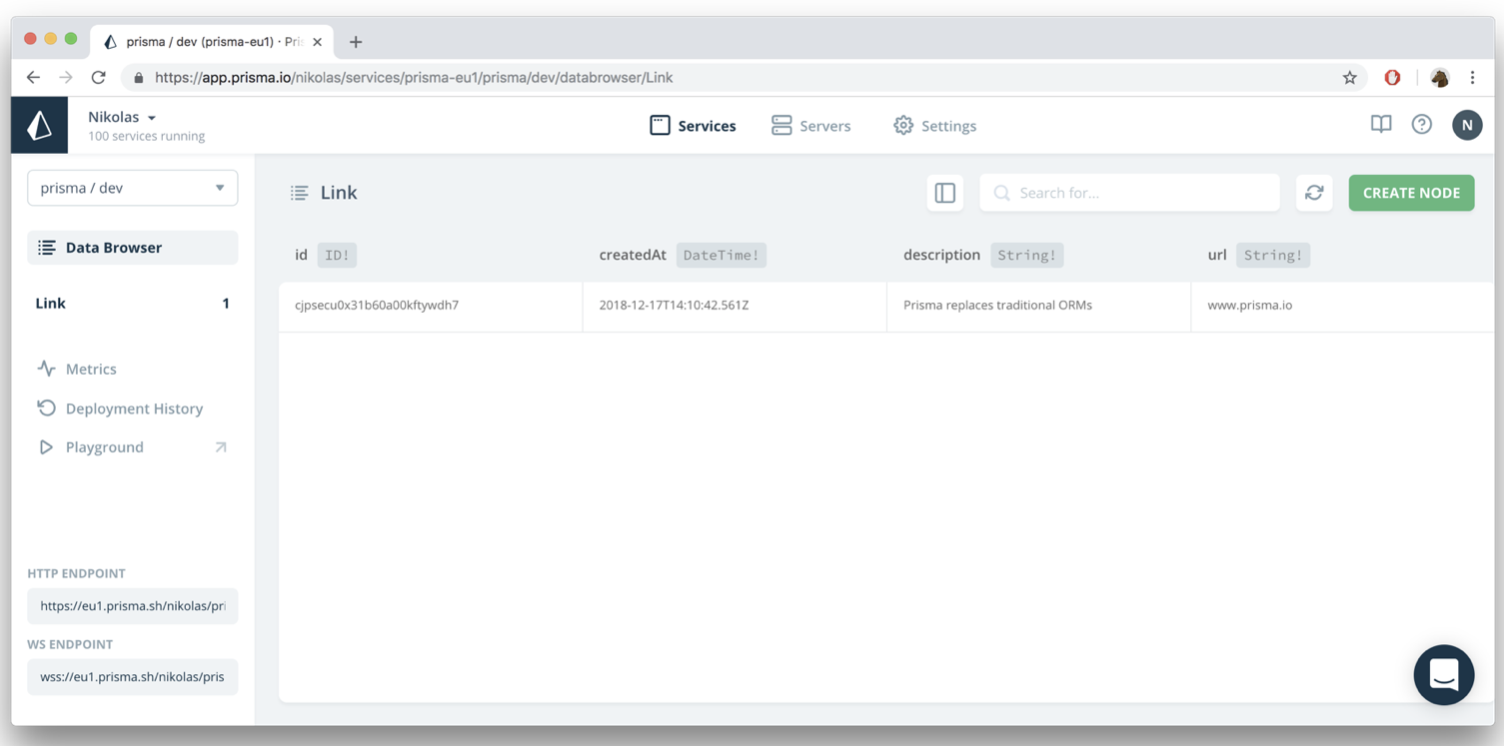 prisma / dev (prisma-eu1) · Pris
https://app.prisma.io/nikolas/services/prisma-eu1/prisma/dev/databrowser/Link
Nikolas
100 services running
Services
Servers
Settings
N
prisma / dev
Data Browser
Link 1
Metrics
Deployment History
Playground
HTTP ENDPOINT
https://eu1.prisma.sh/nikolas/pri
WS ENDPOINT
wss://eu1.prisma.sh/nikolas/pris
Link
Search for...
CREATE NODE
id ID! createdAt DateTime! description String! url String!
cjpsecu0x31b60a00kftywdh7 2018-12-17T14:10:42.561Z Prisma replaces traditional ORMs www.prisma.io